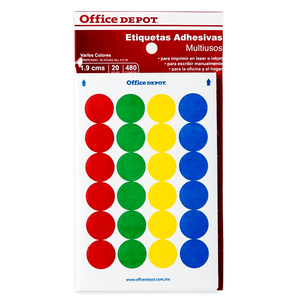 Office DEPOT
Etiquetas Adhesivas
Multiusos
Varios Colores
• para imprimir en laser o inkjet
• para escribir manualmente
• para la oficina y el hogar
1.9 cms 20 480
Office DEPOT
www.officedepot.com.mx